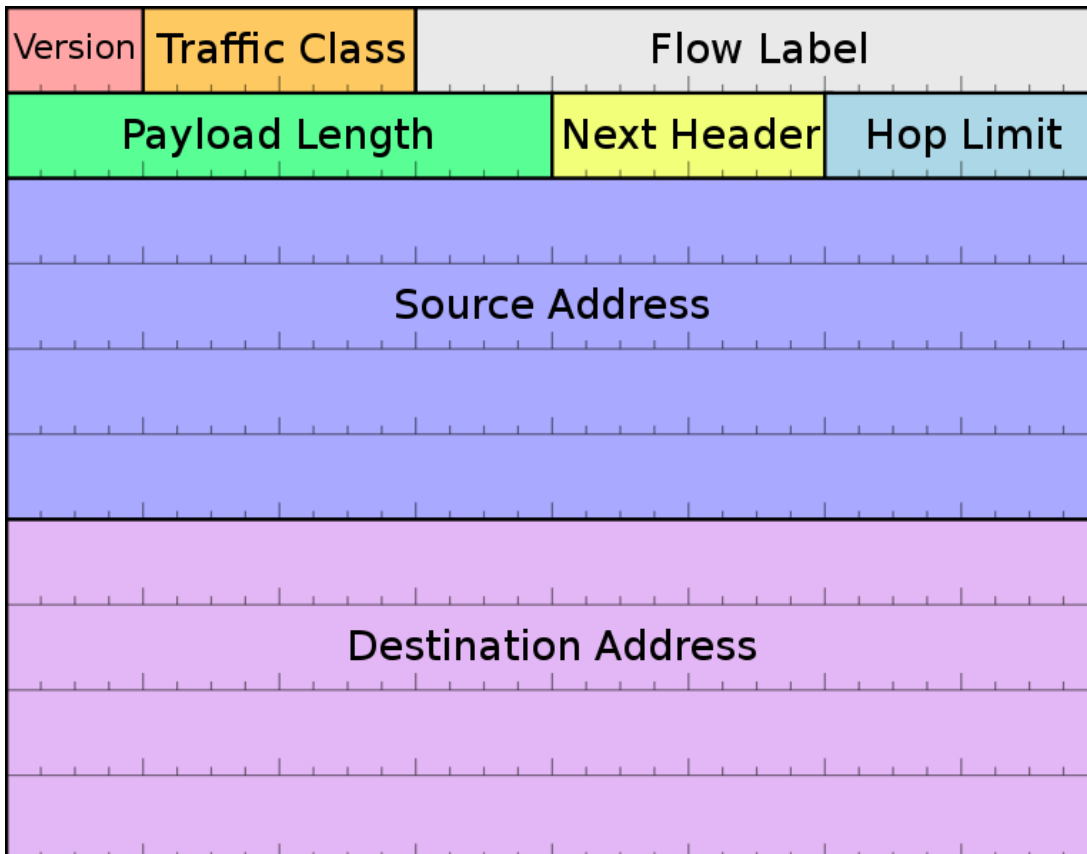 Version Traffic Class Flow Label
Payload Length Next Header Hop Limit
Source Address
Destination Address